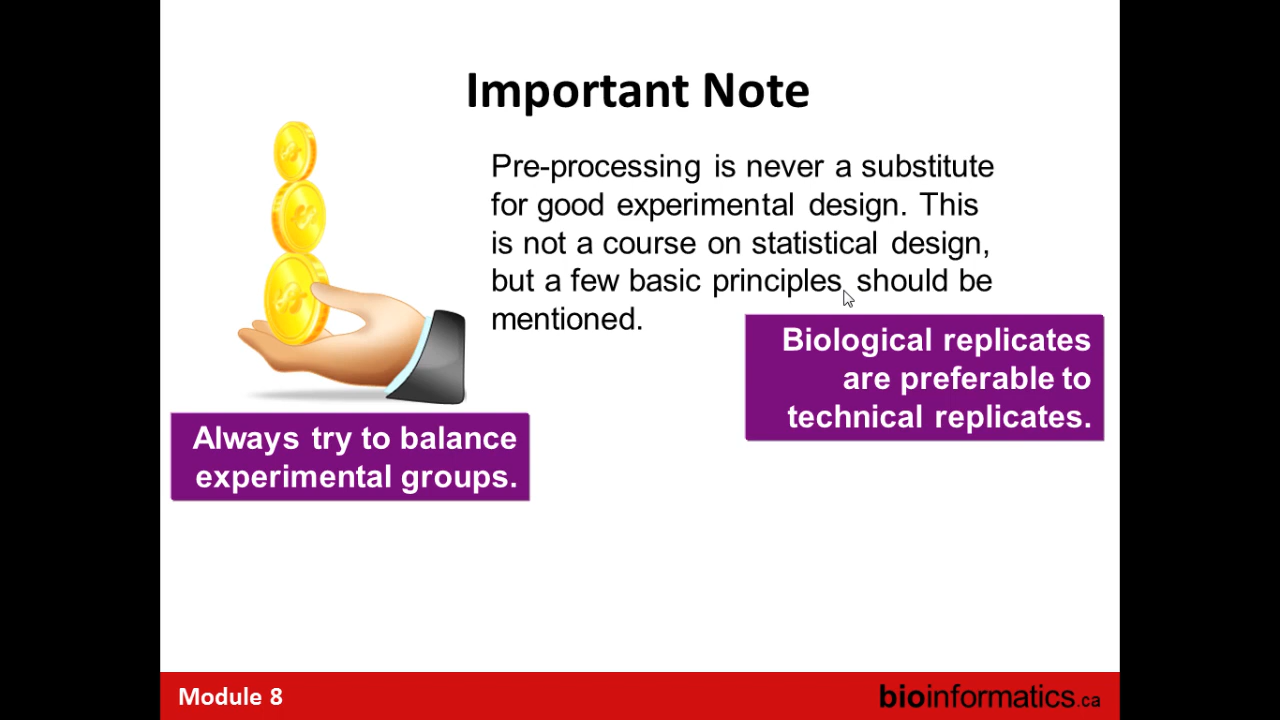 Important Note
Pre-processing is never a substitute
for good experimental design. This
is not a course on statistical design,
but a few basic principles should be
mentioned.
Biological replicates
are preferable to
technical replicates.
Always try to balance
experimental groups.
Module 8
bioinformatics.ca